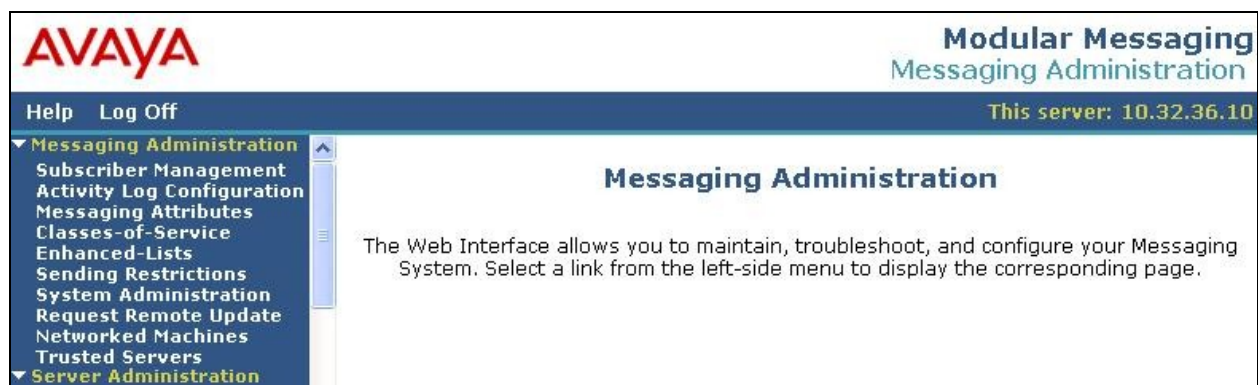 AVAYA
Modular Messaging
Messaging Administration
Help Log Off
This server: 10.32.36.10
Messaging Administration
Subscriber Management
Activity Log Configuration
Messaging Attributes
Classes-of-Service
Enhanced-Lists
Sending Restrictions
System Administration
Request Remote Update
Networked Machines
Trusted Servers
Server Administration
Messaging Administration
The Web Interface allows you to maintain, troubleshoot, and configure your Messaging
System. Select a link from the left-side menu to display the corresponding page.